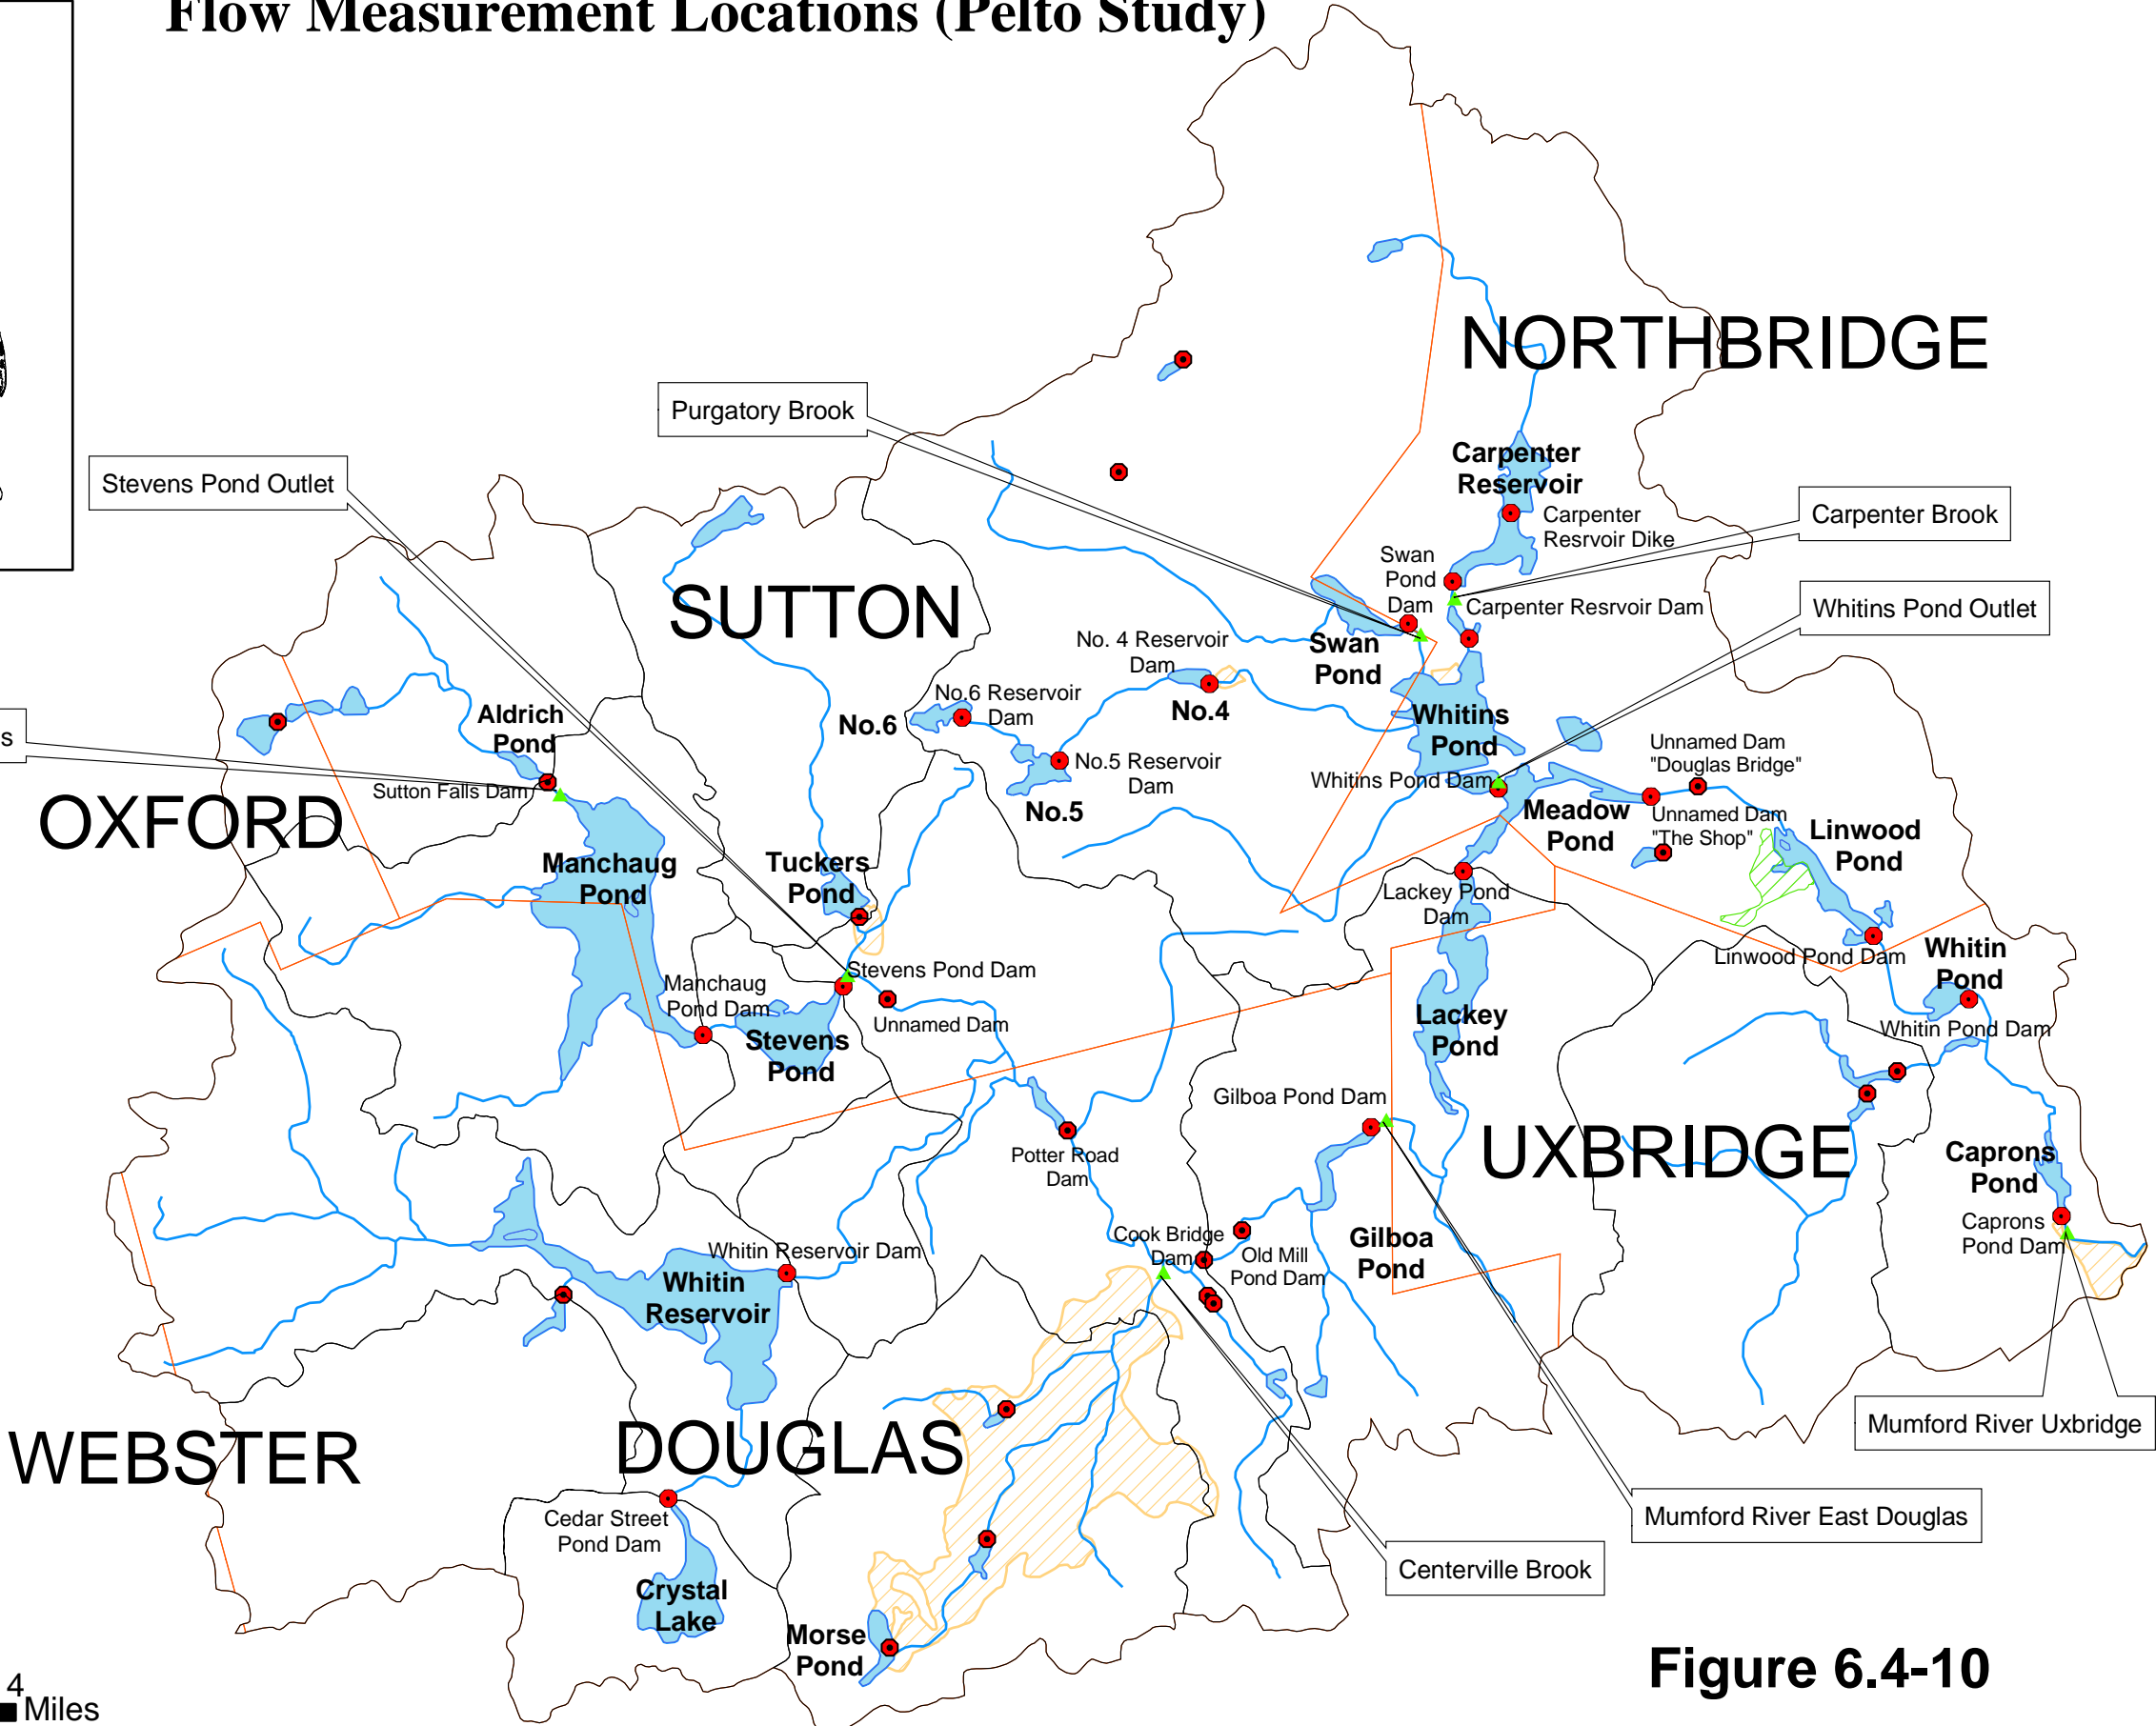 Flow Measurement Locations (Pelto Study)
NORTHBRIDGE
Purgatory Brook
Stevens Pond Outlet
Carpenter
Reservoir
Carpenter
Resrvoir Dike
Carpenter Brook
Swan
Pond
Dam
Carpenter Resrvoir Dam
Whitins Pond Outlet
SUTTON
No. 4 Reservoir
Dam
Swan
Pond
No.6 Reservoir
Dam
No.6
No.4
Aldrich
Pond
s
Whitins
Pond
No.5 Reservoir
Dam
No.5
Whitins Pond Dam
Unnamed Dam
"Douglas Bridge"
Sutton Falls Dam
OXFORD
Meadow
Pond
Unnamed Dam
"The Shop"
Linwood
Pond
Manchaug
Pond
Tuckers
Pond
Lackey Pond
Dam
Linwood Pond Dam
Whitin
Pond
Manchaug
Pond Dam
Stevens Pond Dam
Unnamed Dam
Stevens
Pond
Lackey
Pond
Whitin Pond Dam
Gilboa Pond Dam
UXBRIDGE
Potter Road
Dam
Caprons
Pond
Caprons
Pond Dam
Cook Bridge
Dam
Old Mill
Pond Dam
Gilboa
Pond
Whitin Reservoir Dam
Whitin
Reservoir
Mumford River Uxbridge
WEBSTER
DOUGLAS
Mumford River East Douglas
Cedar Street
Pond Dam
Centerville Brook
Crystal
Lake
Morse
Pond
Figure 6.4-10
4
Miles